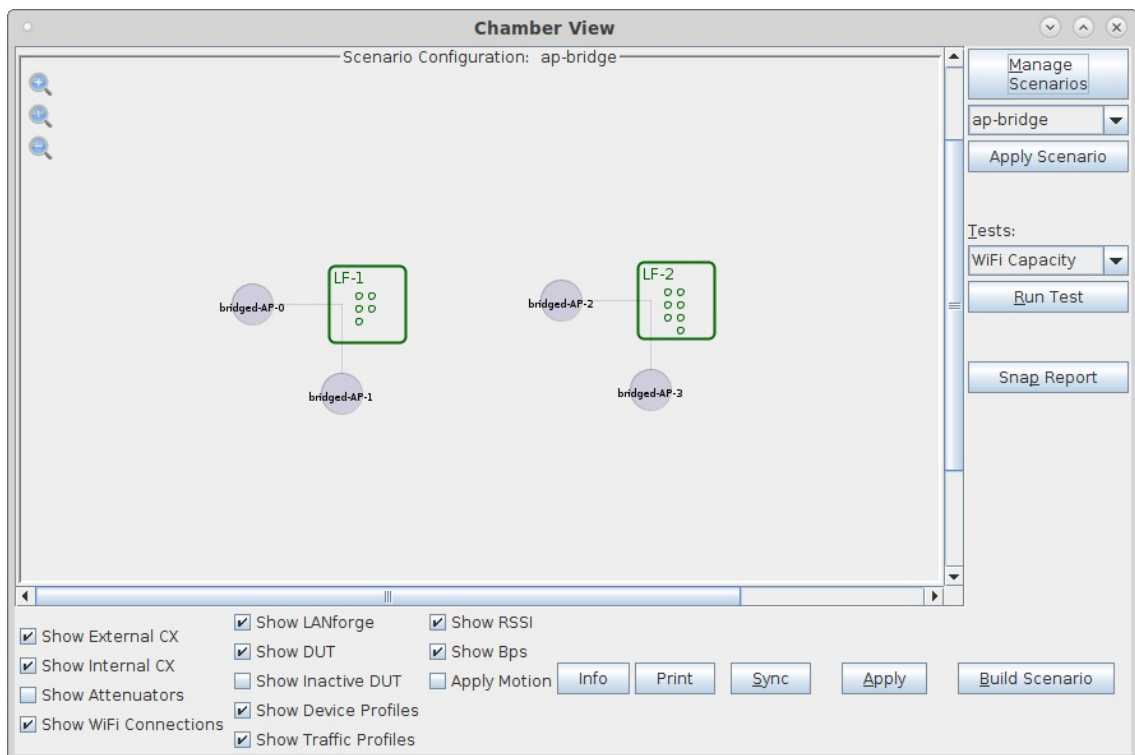 Chamber View
Scenario Configuration: ap-bridge
Manage
Scenarios
ap-bridge
Apply Scenario
Tests:
WiFi Capacity
Run Test
Snap Report
LF-1
bridged-AP-0
bridged-AP-1
LF-2
bridged-AP-2
bridged-AP-3
Show External CX
Show Internal CX
Show Attenuators
Show WiFi Connections
Show LANforge
Show DUT
Show Inactive DUT
Show Device Profiles
Show Traffic Profiles
Show RSSI
Show Bps
Apply Motion
Info
Print
Sync
Apply
Build Scenario